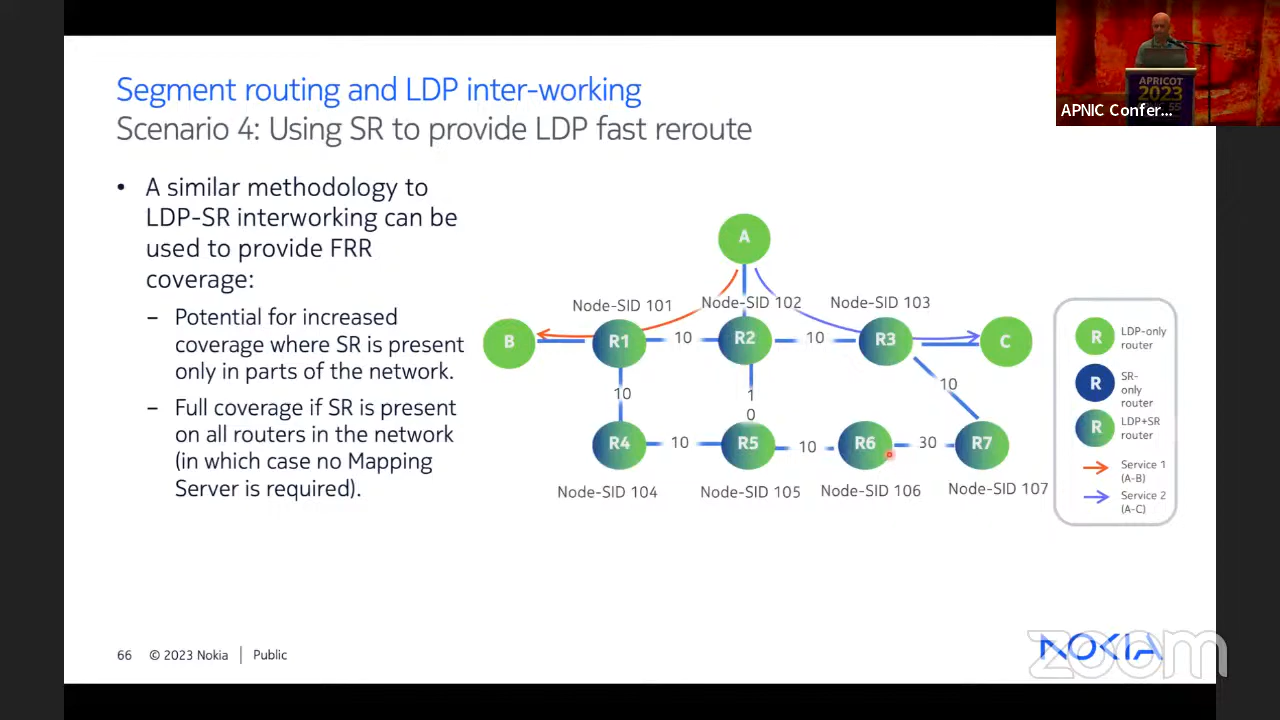 Segment routing and LDP inter-working
Scenario 4: Using SR to provide LDP fast reroute
• A similar methodology to
LDP-SR interworking can be
used to provide FRR
coverage:
– Potential for increased
coverage where SR is present
only in parts of the network.
– Full coverage if SR is present
on all routers in the network
(in which case no Mapping
Server is required).
A
Node-SID 101
Node-SID 102
Node-SID 103
B
R1
10
R2
10
R3
C
10
1
0
10
R4
10
R5
10
R6
30
R7
Node-SID 104
Node-SID 105
Node-SID 106
Node-SID 107
R
LDP-only
router
R
SR-
only
router
R
LDP+SR
router
Service 1
(A-B)
Service 2
(A-C)
66
© 2023 Nokia
Public
NOKIA
zoom
APRICOT
2023
55
APNIC Confer...